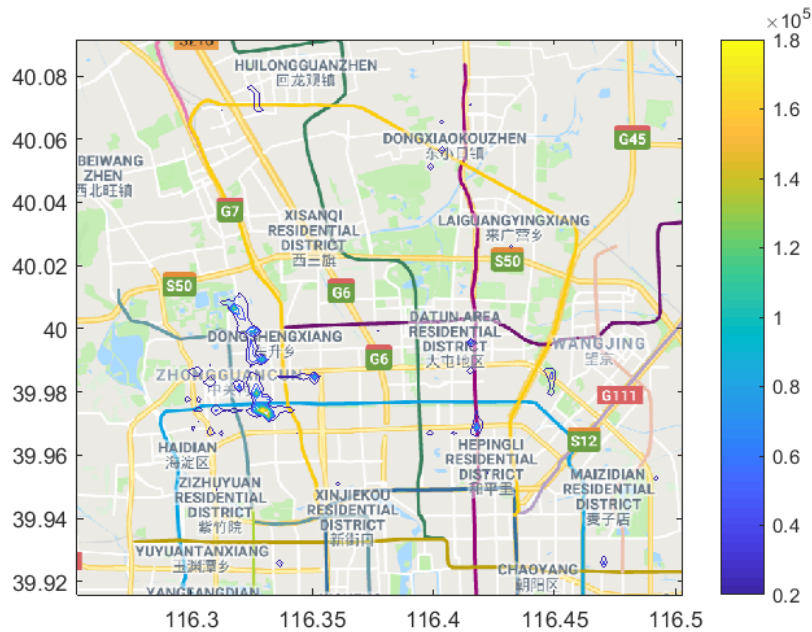 ×10⁵
1.8
1.6
1.4
1.2
1
0.8
0.6
0.4
0.2
40.08
40.06
40.04
40.02
40
39.98
39.96
39.94
39.92
116.3
116.35
116.4
116.45
116.5
HUILONGGUANZHEN
回龙观镇
DONGXIAOKOUZHEN
东小口镇
G45
BEIWANG
ZHEN
西北旺镇
G7
XISANQI
RESIDENTIAL
DISTRICT
西三旗
LAIGUANGYINGXIANG
来广营乡
S50
S50
G6
DATUN AREA
RESIDENTIAL
DISTRICT
大屯地区
DONGSHENGXIANG
东升乡
G6
WANGJING
望京
ZHONGGUANCUN
G111
HAIDIAN
海淀区
S12
HEPINGLI
RESIDENTIAL
DISTRICT
和平里
ZIZHUYUAN
RESIDENTIAL
DISTRICT
紫竹院
XINJIEKOU
RESIDENTIAL
DISTRICT
新街口
MAIZIDIAN
RESIDENTIAL
DISTRICT
麦子店
YUYUANTANXIANG
玉渊潭乡
CHAOYANG
朝阳区